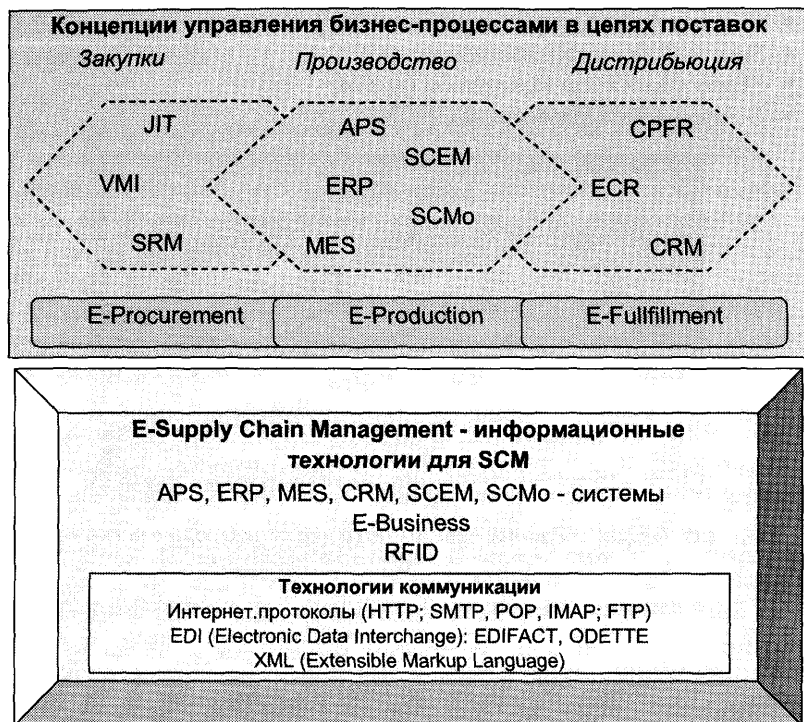 Концепции управления бизнес-процессами в цепях поставок
Закупки Производство Дистрибьюция
JIT APS CPFR
SCEM
VMI ERP ECR
SCMo
SRM MES CRM
E-Procurement E-Production E-Fullfillment
E-Supply Chain Management - информационные
технологии для SCM
APS, ERP, MES, CRM, SCEM, SCMo - системы
E-Business
RFID
Технологии коммуникации
Интернет.протоколы (HTTP; SMTP, POP, IMAP; FTP)
EDI (Electronic Data Interchange): EDIFACT, ODETTE
XML (Extensible Markup Language)